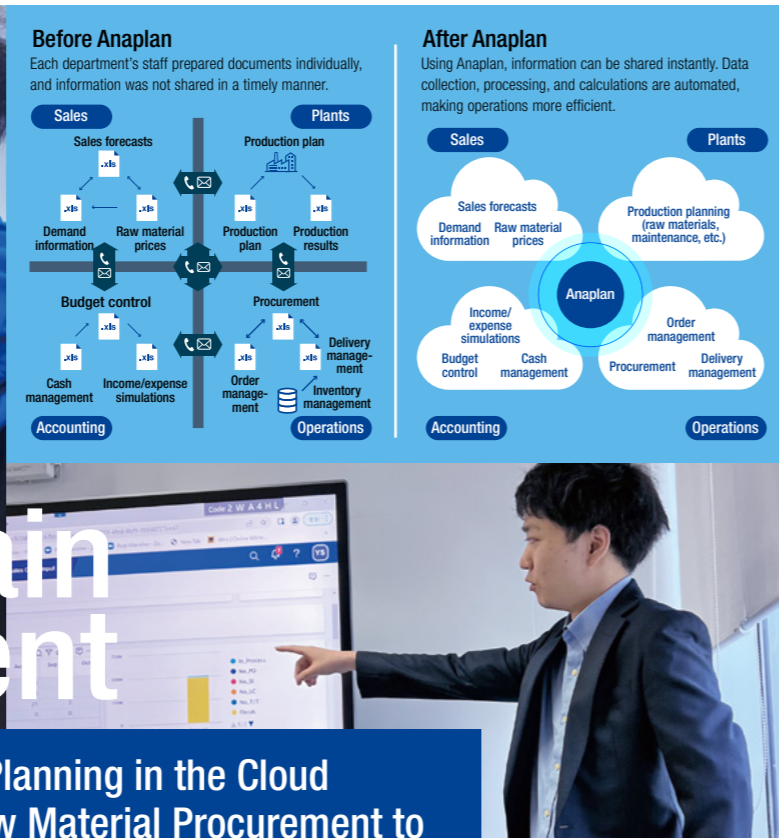 Before Anaplan
Each department's staff prepared documents individually,
and information was not shared in a timely manner.
Sales
Plants
Sales forecasts
.xls
.xls
.xls
Demand
information
Raw material
prices
Production plan
.xls
.xls
Production
plan
Production
results
Budget control
.xls
.xls
.xls
Cash
management
Income/expense
simulations
Procurement
.xls
.xls
.xls
Order
manage-
ment
Delivery
manage-
ment
Inventory
management
Accounting
Operations
After Anaplan
Using Anaplan, information can be shared instantly. Data
collection, processing, and calculations are automated,
making operations more efficient.
Sales
Plants
Sales forecasts
Demand
information
Raw material
prices
Production planning
(raw materials,
maintenance, etc.)
Anaplan
Income/
expense
simulations
Budget
control
Cash
management
Order
management
Procurement
Delivery
management
Accounting
Operations
Code 2 W A 4 H L
New Tab
?
YS
ain
ent
Planning in the Cloud
w Material Procurement to